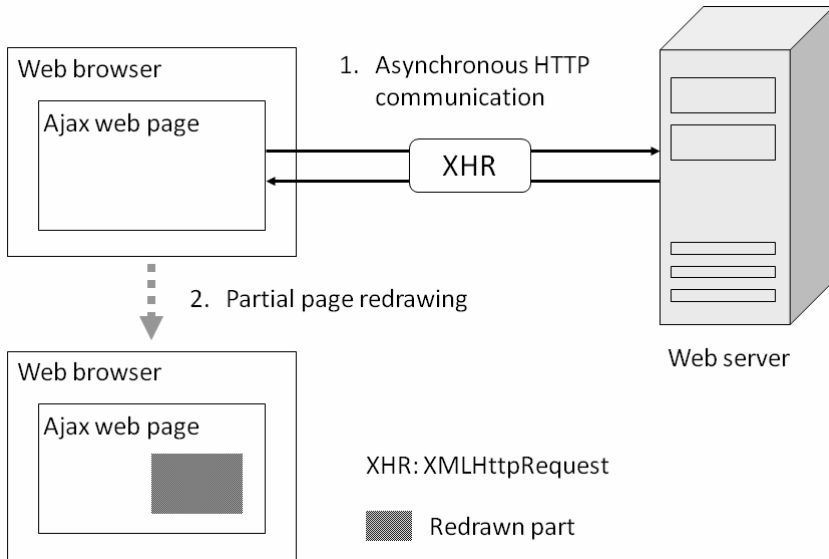 Web browser
Ajax web page
1. Asynchronous HTTP
communication
XHR
2. Partial page redrawing
Web server
Web browser
Ajax web page
XHR: XMLHttpRequest
Redrawn part